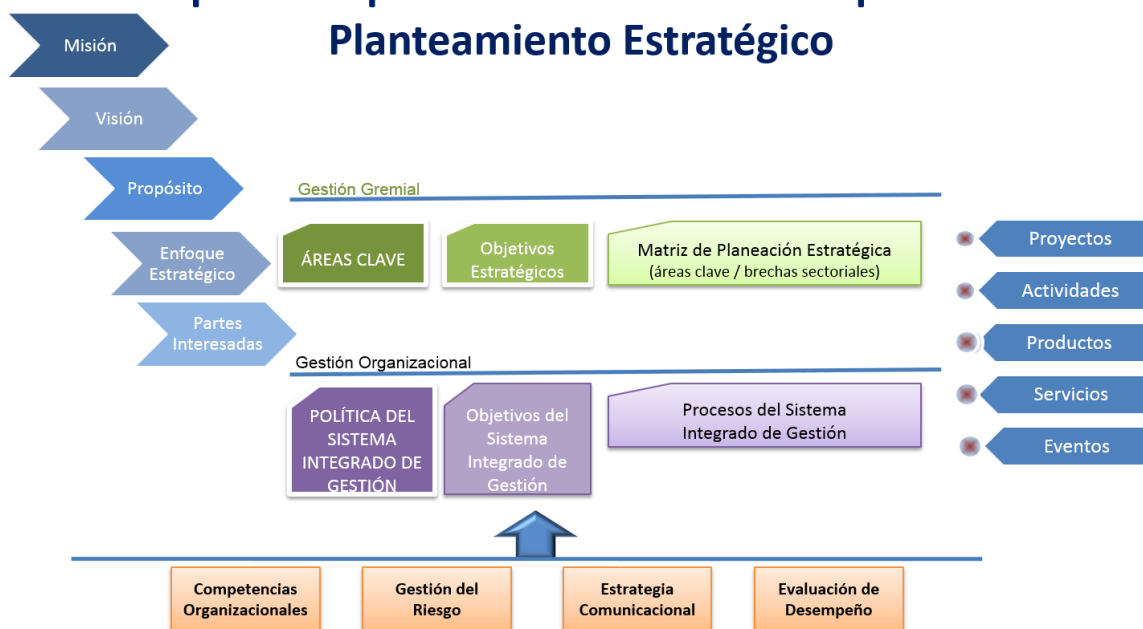 Planteamiento Estratégico
Misión
Visión
Propósito
Enfoque
Estratégico
Partes
Interesadas
Gestión Gremial
ÁREAS CLAVE
Objetivos
Estratégicos
Matriz de Planeación Estratégica
(áreas clave / brechas sectoriales)
Gestión Organizacional
POLÍTICA DEL
SISTEMA
INTEGRADO DE
GESTIÓN
Objetivos del
Sistema
Integrado de
Gestión
Procesos del Sistema
Integrado de Gestión
Proyectos
Actividades
Productos
Servicios
Eventos
Competencias
Organizacionales
Gestión del
Riesgo
Estrategia
Comunicacional
Evaluación de
Desempeño